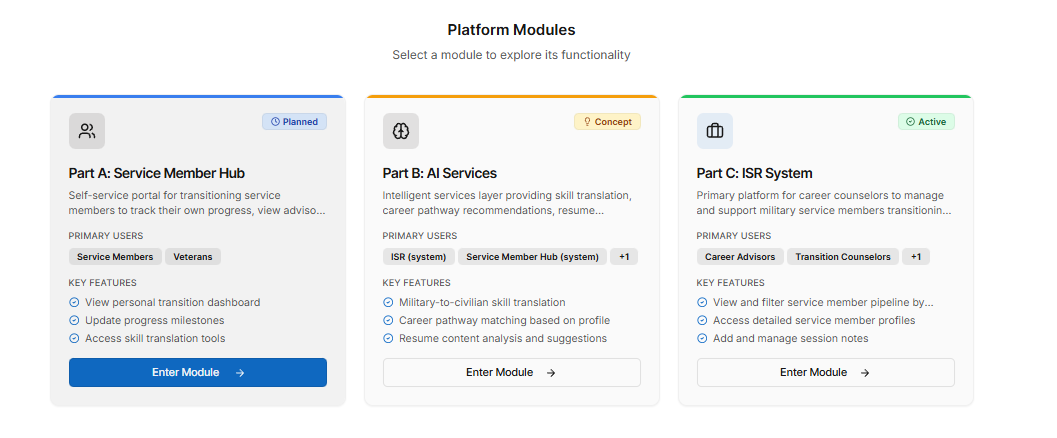 Platform Modules
Select a module to explore its functionality
Planned
Part A: Service Member Hub
Self-service portal for transitioning service
members to track their own progress, view adviso...
PRIMARY USERS
Service Members
Veterans
KEY FEATURES
View personal transition dashboard
Update progress milestones
Access skill translation tools
Enter Module →
Concept
Part B: AI Services
Intelligent services layer providing skill translation,
career pathway recommendations, resume...
PRIMARY USERS
ISR (system)
Service Member Hub (system)
+1
KEY FEATURES
Military-to-civilian skill translation
Career pathway matching based on profile
Resume content analysis and suggestions
Enter Module →
Active
Part C: ISR System
Primary platform for career counselors to manage
and support military service members transitionin...
PRIMARY USERS
Career Advisors
Transition Counselors
+1
KEY FEATURES
View and filter service member pipeline by...
Access detailed service member profiles
Add and manage session notes
Enter Module →